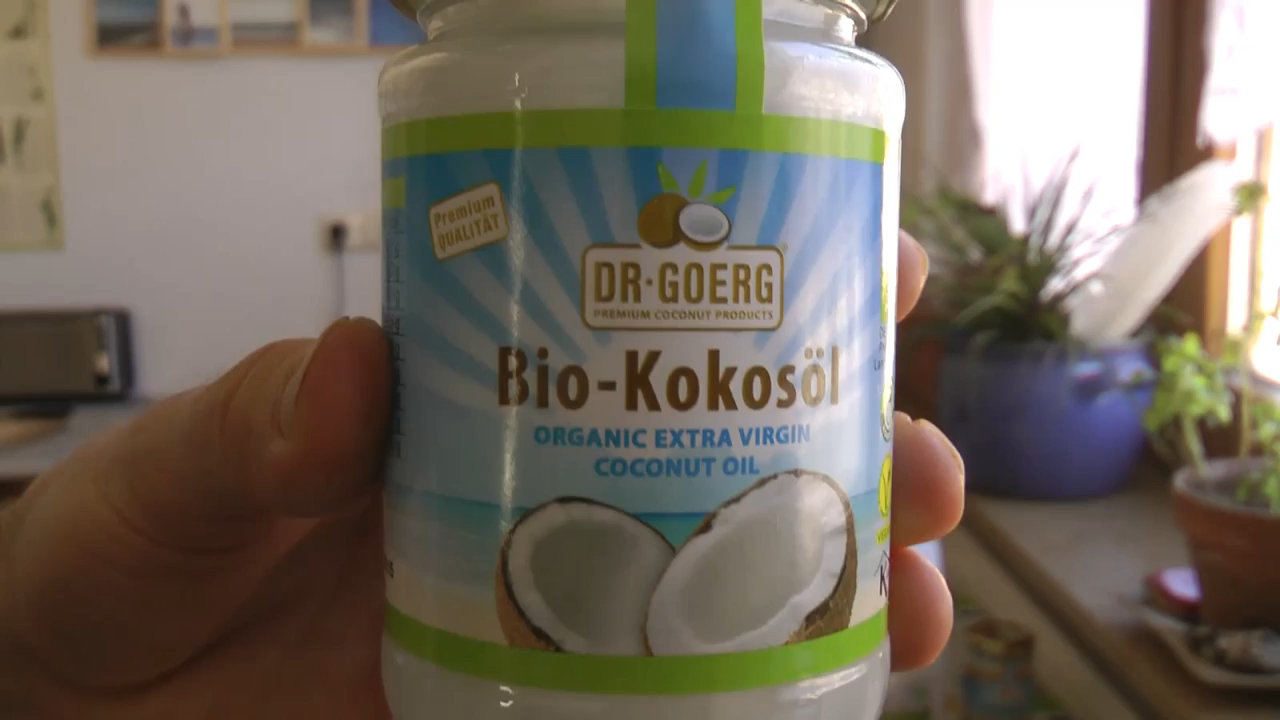 Premium
QUALITÄT
DR·GOERG
PREMIUM COCONUT PRODUCTS
Bio-Kokosöl
ORGANIC EXTRA VIRGIN
COCONUT OIL